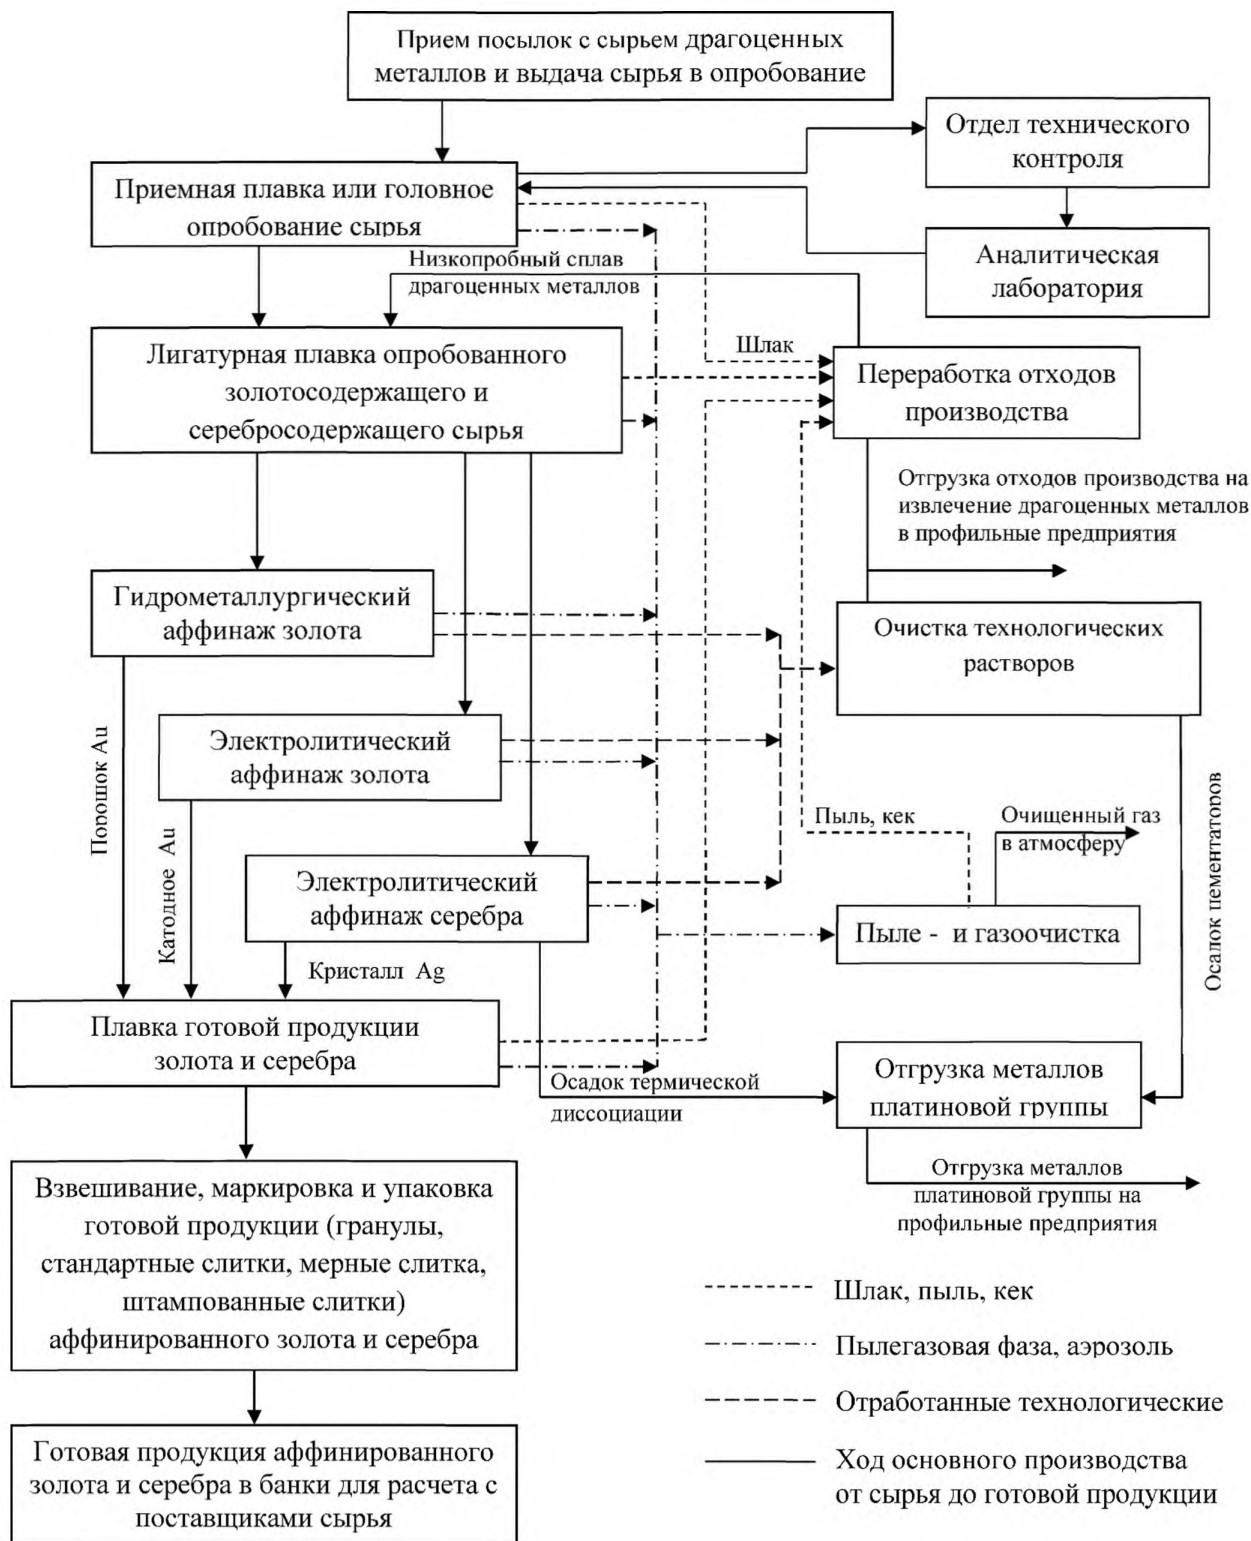 Прием посылок с сырьем драгоценных
металлов и выдача сырья в опробование
Отдел технического
контроля
Приемная плавка или головное
опробование сырья
Аналитическая
лаборатория
Низкопробный сплав
драгоценных металлов
Лигатурная плавка опробованного
золотосодержащего и
серебросодержащего сырья
Шлак
Переработка отходов
производства
Отгрузка отходов производства на
извлечение драгоценных металлов
в профильные предприятия
Гидрометаллургический
аффинаж золота
Очистка технологических
растворов
Электролитический
аффинаж золота
Порошок Au
Катодное Au
Пыль, кек
Очищенный газ
в атмосферу
Осалок пементаторов
Электролитический
аффинаж серебра
Пыле - и газоочистка
Кристалл Ag
Плавка готовой продукции
золота и серебра
Осадок термической
диссоциации
Отгрузка металлов
платиновой группы
Отгрузка металлов
платиновой группы на
профильные предприятия
Взвешивание, маркировка и упаковка
готовой продукции (гранулы,
стандартные слитки, мерные слитка,
штампованные слитки)
аффинированного золота и серебра
Готовая продукция аффинированного
золота и серебра в банки для расчета с
поставщиками сырья
Шлак, пыль, кек
Пылегазовая фаза, аэрозоль
Отработанные технологические
Ход основного производства
от сырья до готовой продукции